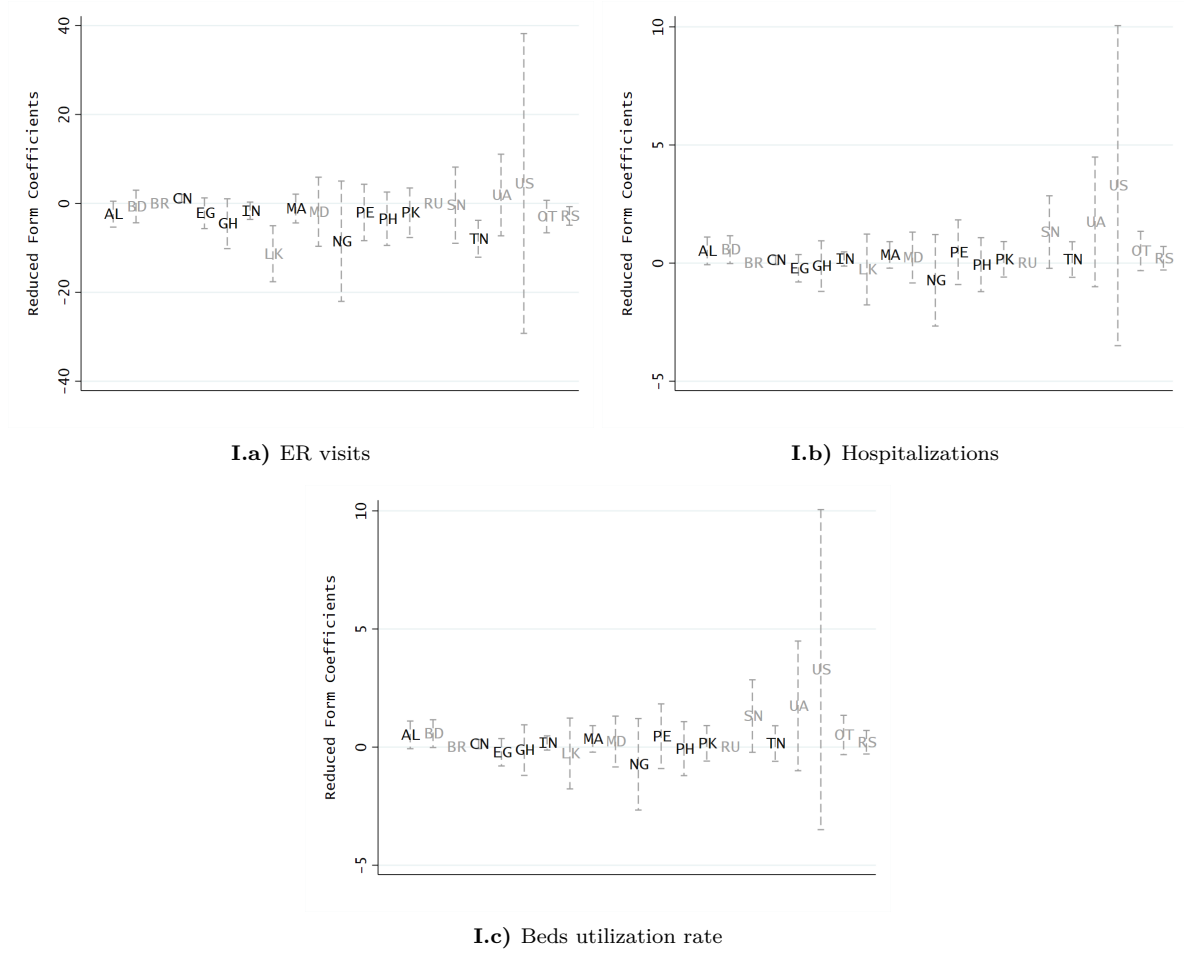 Reduced Form Coefficients
40
20
0
−20
−40
AL BD BR CN EG GH IN LK MA MD NG PE PH PK RU SN TN UA US OT RS
I.a) ER visits
Reduced Form Coefficients
10
5
0
−5
AL BD BR CN EG GH IN LK MA MD NG PE PH PK RU SN TN UA US OT RS
I.b) Hospitalizations
Reduced Form Coefficients
10
5
0
−5
AL BD BR CN EG GH IN LK MA MD NG PE PH PK RU SN TN UA US OT RS
I.c) Beds utilization rate